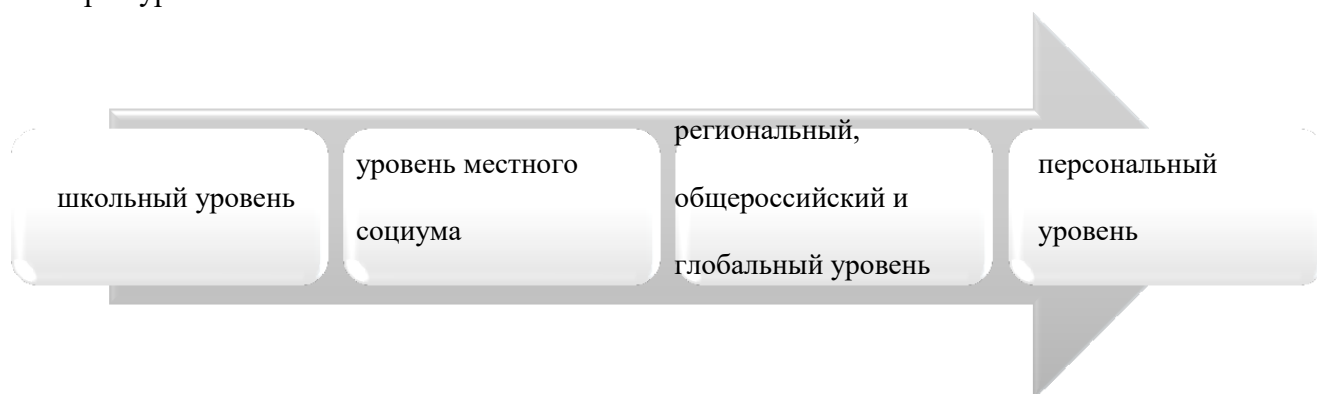 школьный уровень
уровень местного
социума
региональный,
общероссийский и
глобальный уровень
персональный
уровень